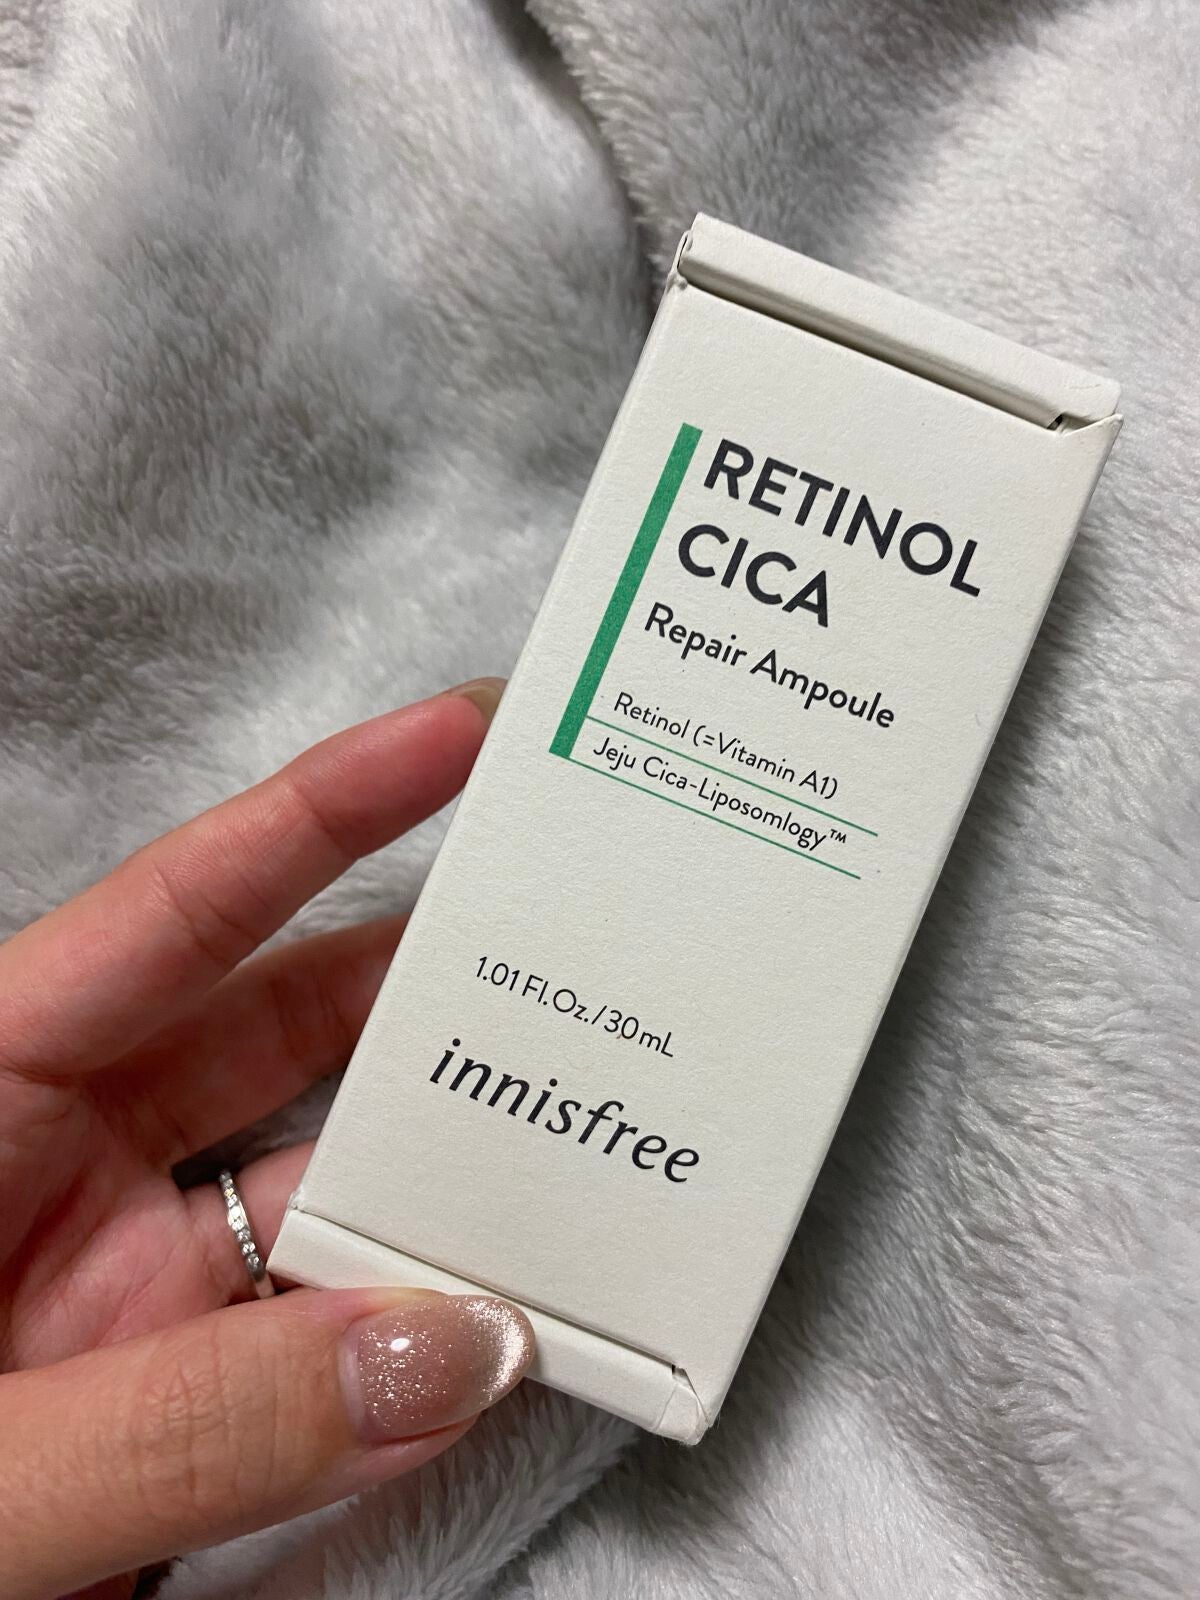 RETINOL
CICA
Repair Ampoule
Retinol (=Vitamin A1)
Jeju Cica-Liposomlogy™
1.01 Fl.Oz./30mL
innisfree